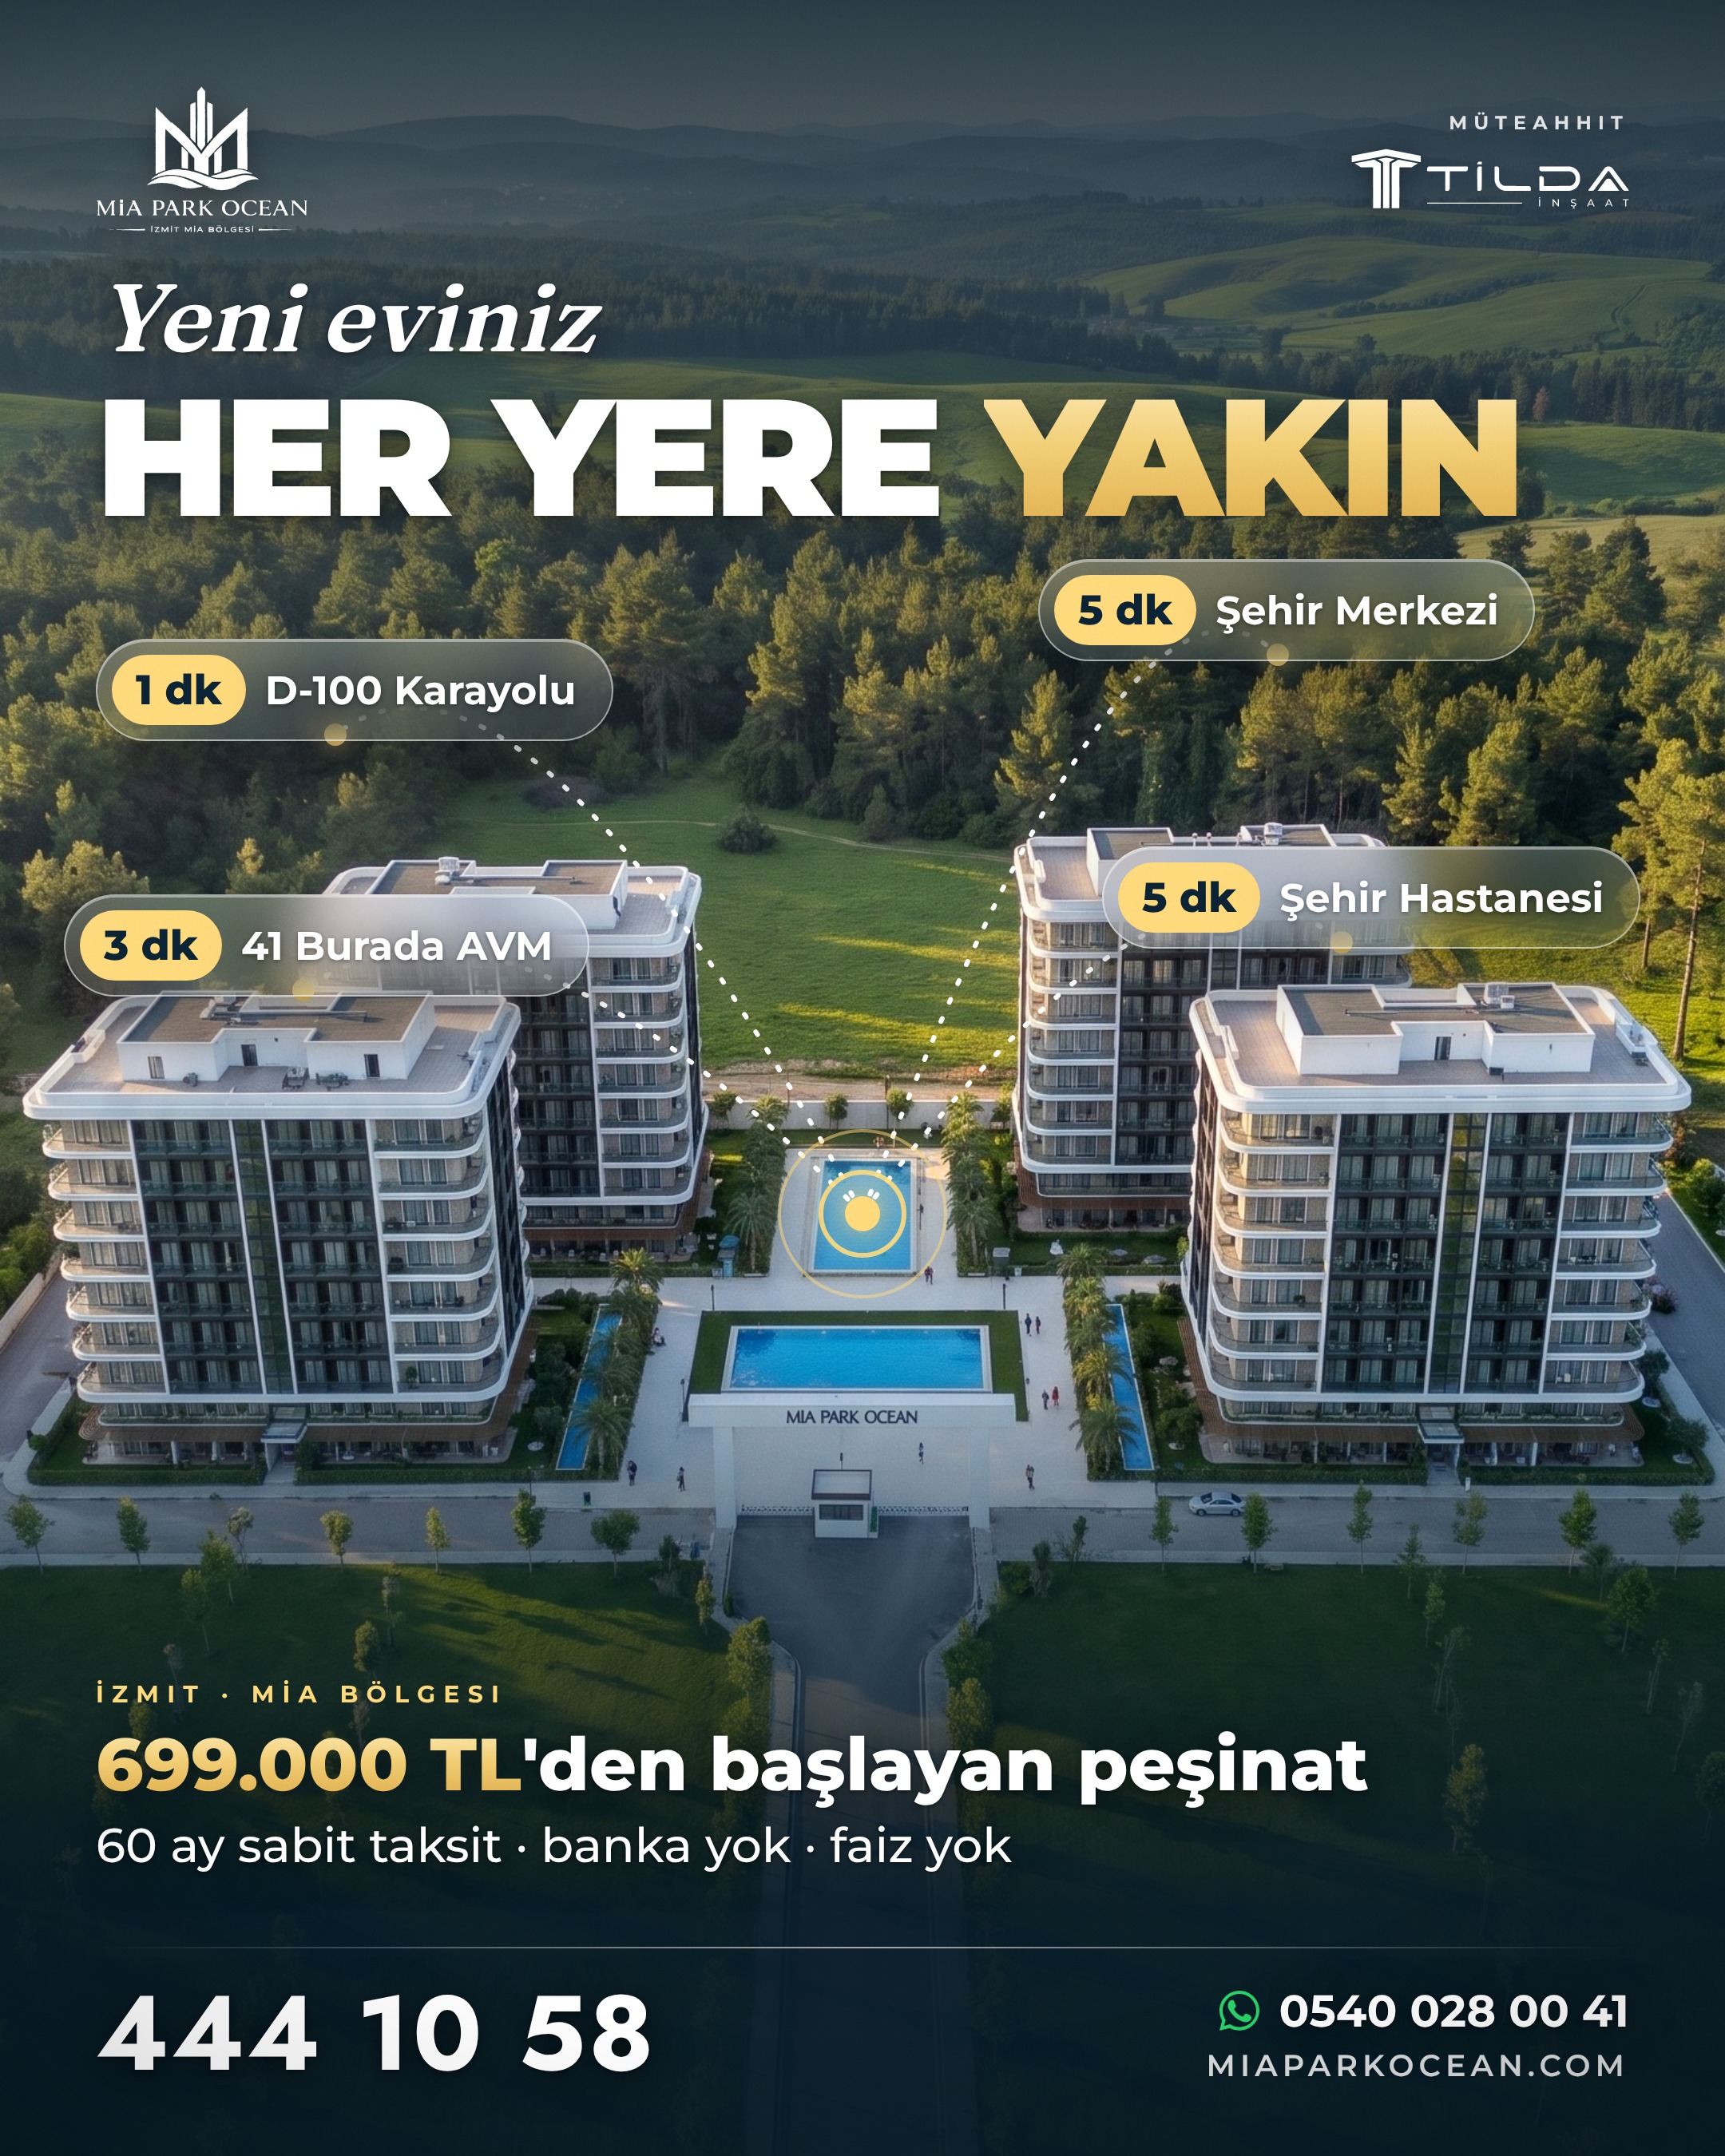 MİA PARK OCEAN
İZMİT MİA BÖLGESİ
MÜTEAHHIT
TİLDA
İNŞAAT
Yeni eviniz
HER YERE YAKIN
5 dk Şehir Merkezi
1 dk D-100 Karayolu
5 dk Şehir Hastanesi
3 dk 41 Burada AVM
MIA PARK OCEAN
İZMIT · MİA BÖLGESI
699.000 TL'den başlayan peşinat
60 ay sabit taksit · banka yok · faiz yok
444 10 58
0540 028 00 41
MIAPARKOCEAN.COM